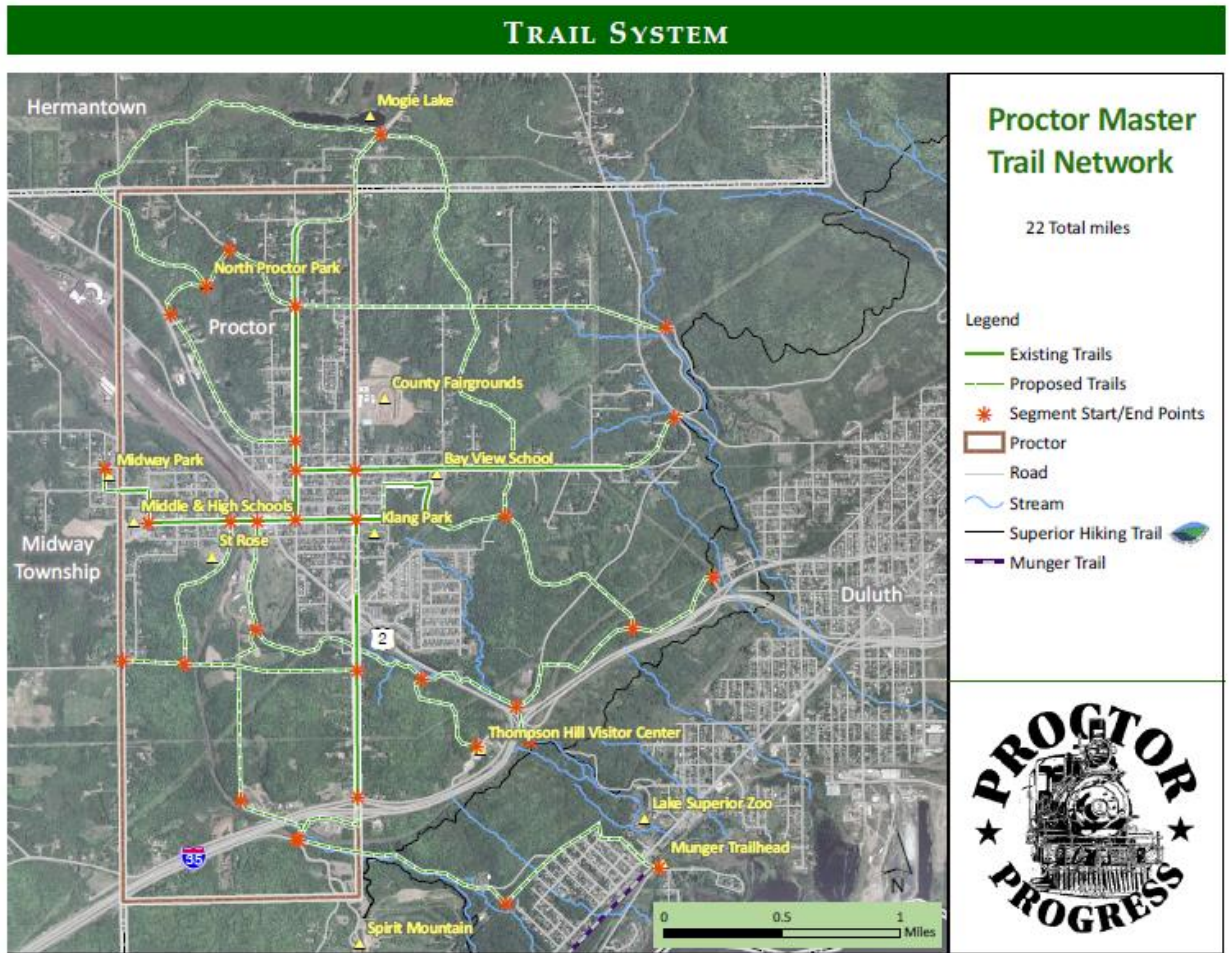 TRAIL SYSTEM
Hermantown
Mogie Lake
North Proctor Park
Proctor
County Fairgrounds
Midway Park
Bay View School
Middle & High Schools
Klang Park
St Rose
Midway
Township
Duluth
2
Thompson Hill Visitor Center
Lake Superior Zoo
Munger Trailhead
35
Spirit Mountain
N
0 0.5 1
Miles
Proctor Master
Trail Network
22 Total miles
Legend
Existing Trails
Proposed Trails
Segment Start/End Points
Proctor
Road
Stream
Superior Hiking Trail
Munger Trail
PROCTOR
PROGRESS